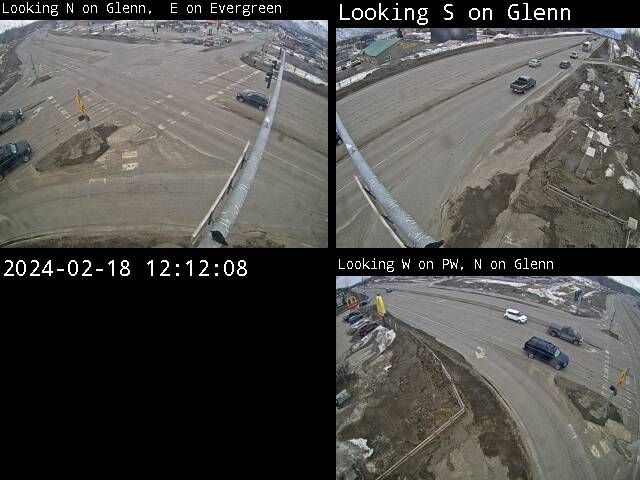 Looking N on Glenn,  E on Evergreen
Looking S on Glenn
2024-02-18 12:12:08
Looking W on PW, N on Glenn